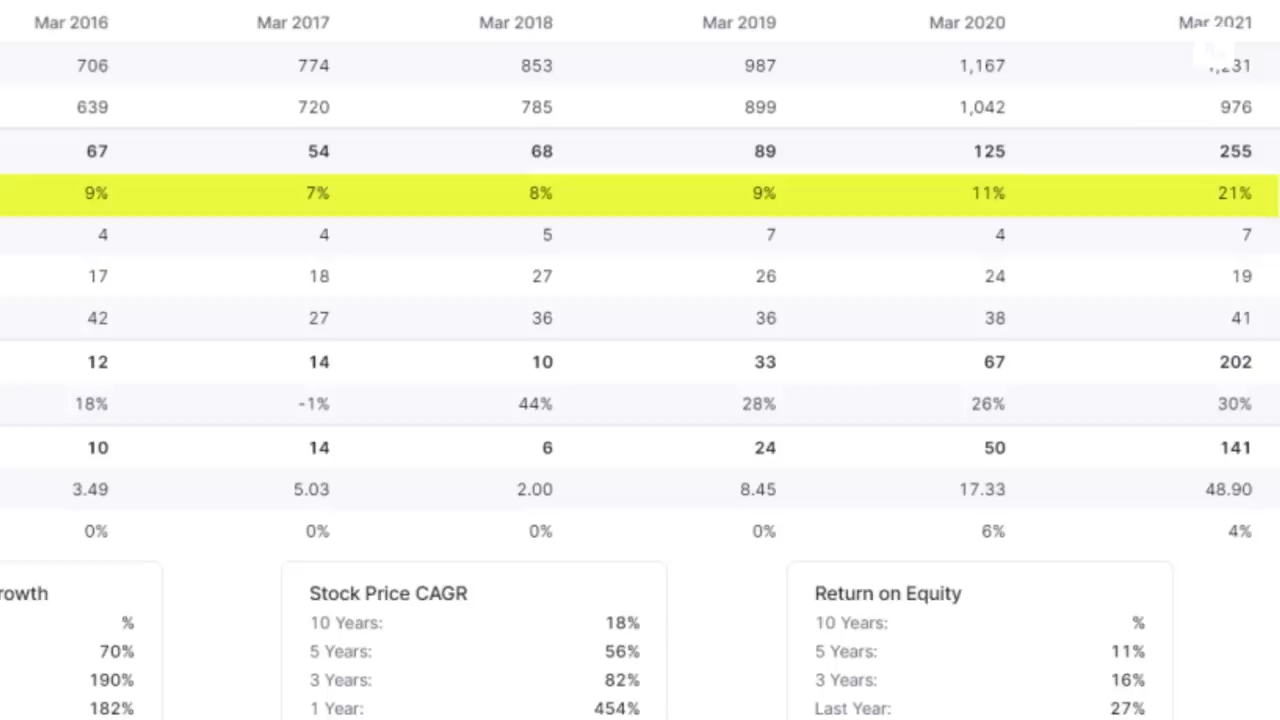 Mar 2016 Mar 2017 Mar 2018 Mar 2019 Mar 2020 Mar 2021
706 774 853 987 1,167 1,231
639 720 785 899 1,042 976
67 54 68 89 125 255
9% 7% 8% 9% 11% 21%
4 4 5 7 4 7
17 18 27 26 24 19
42 27 36 36 38 41
12 14 10 33 67 202
18% -1% 44% 28% 26% 30%
10 14 6 24 50 141
3.49 5.03 2.00 8.45 17.33 48.90
0% 0% 0% 0% 6% 4%
rowth Stock Price CAGR Return on Equity
% 10 Years: 18% 10 Years: %
70% 5 Years: 56% 5 Years: 11%
190% 3 Years: 82% 3 Years: 16%
182% 1 Year: 454% Last Year: 27%